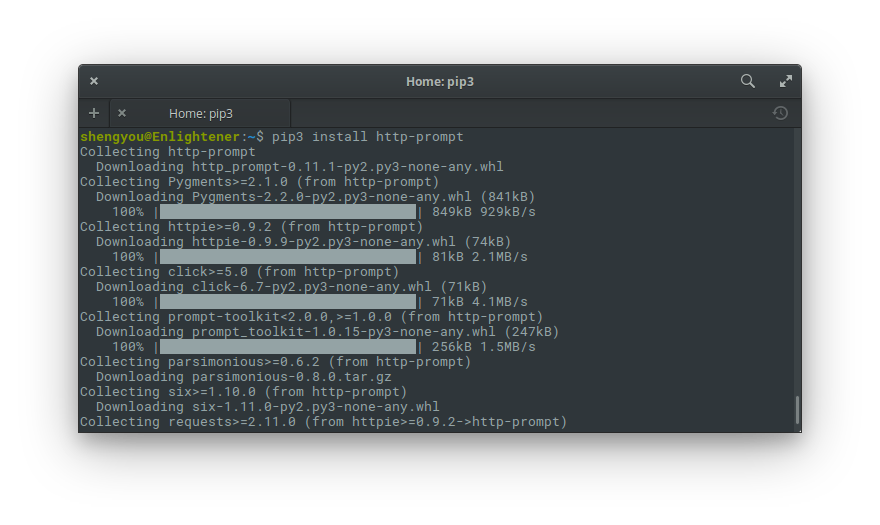 Home: pip3
Home: pip3
shengyou@Enlightener:~$ pip3 install http-prompt
Collecting http-prompt
  Downloading http_prompt-0.11.1-py2.py3-none-any.whl
Collecting Pygments>=2.1.0 (from http-prompt)
  Downloading Pygments-2.2.0-py2.py3-none-any.whl (841kB)
    100% |████████████████████████████████| 849kB 929kB/s
Collecting httpie>=0.9.2 (from http-prompt)
  Downloading httpie-0.9.9-py2.py3-none-any.whl (74kB)
    100% |████████████████████████████████| 81kB 2.1MB/s
Collecting click>=5.0 (from http-prompt)
  Downloading click-6.7-py2.py3-none-any.whl (71kB)
    100% |████████████████████████████████| 71kB 4.1MB/s
Collecting prompt-toolkit<2.0.0,>=1.0.0 (from http-prompt)
  Downloading prompt_toolkit-1.0.15-py3-none-any.whl (247kB)
    100% |████████████████████████████████| 256kB 1.5MB/s
Collecting parsimonious>=0.6.2 (from http-prompt)
  Downloading parsimonious-0.8.0.tar.gz
Collecting six>=1.10.0 (from http-prompt)
  Downloading six-1.11.0-py2.py3-none-any.whl
Collecting requests>=2.11.0 (from httpie>=0.9.2->http-prompt)